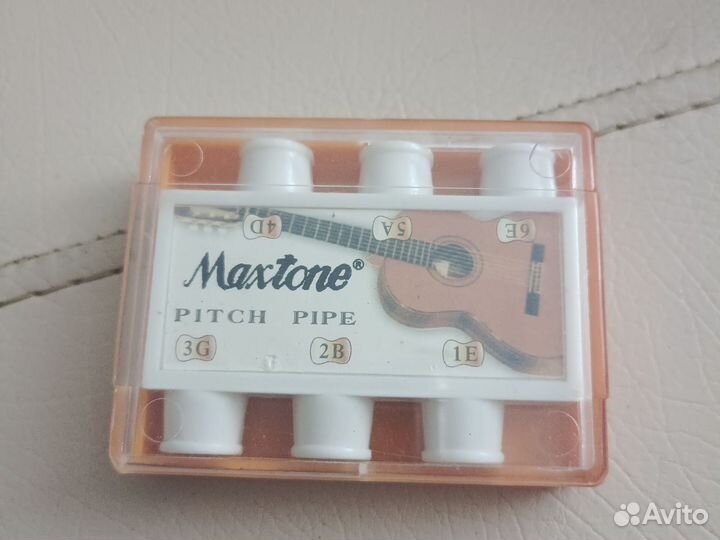 4D 5A 6E
Maxtone®
PITCH PIPE
3G 2B 1E
Avito